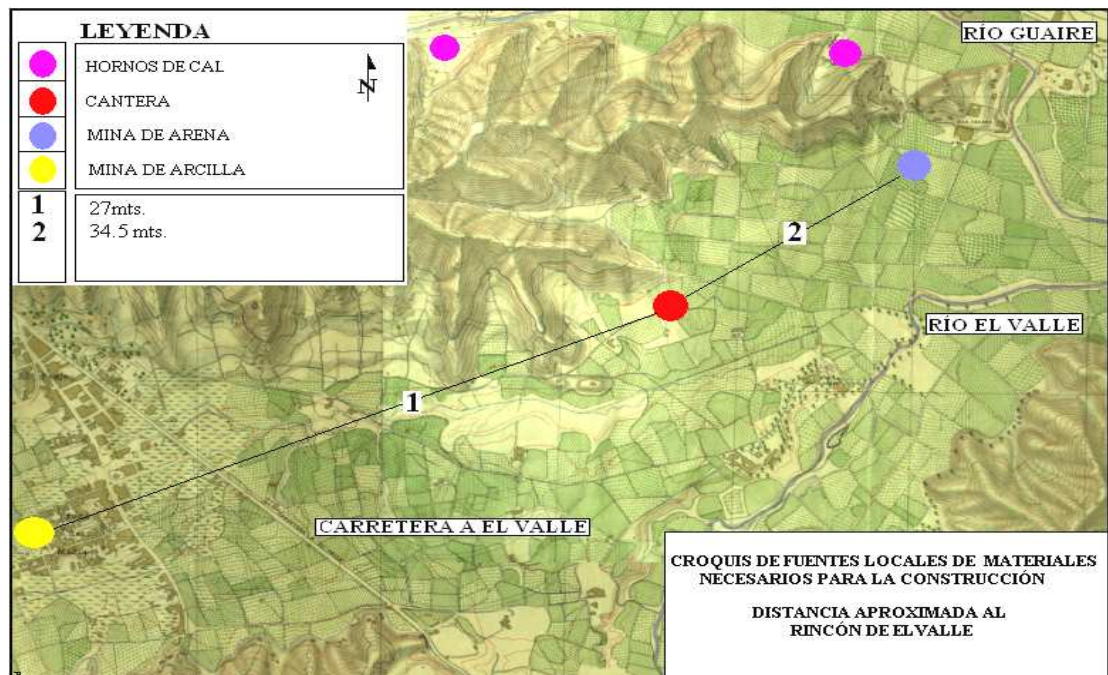 LEYENDA
HORNOS DE CAL
CANTERA
MINA DE ARENA
MINA DE ARCILLA
1 27mts.
2 34.5 mts.
N
RÍO GUAIRE
2
RÍO EL VALLE
1
CARRETERA A EL VALLE
CROQUIS DE FUENTES LOCALES DE MATERIALES
NECESARIOS PARA LA CONSTRUCCIÓN
DISTANCIA APROXIMADA AL
RINCÓN DE ELVALLE